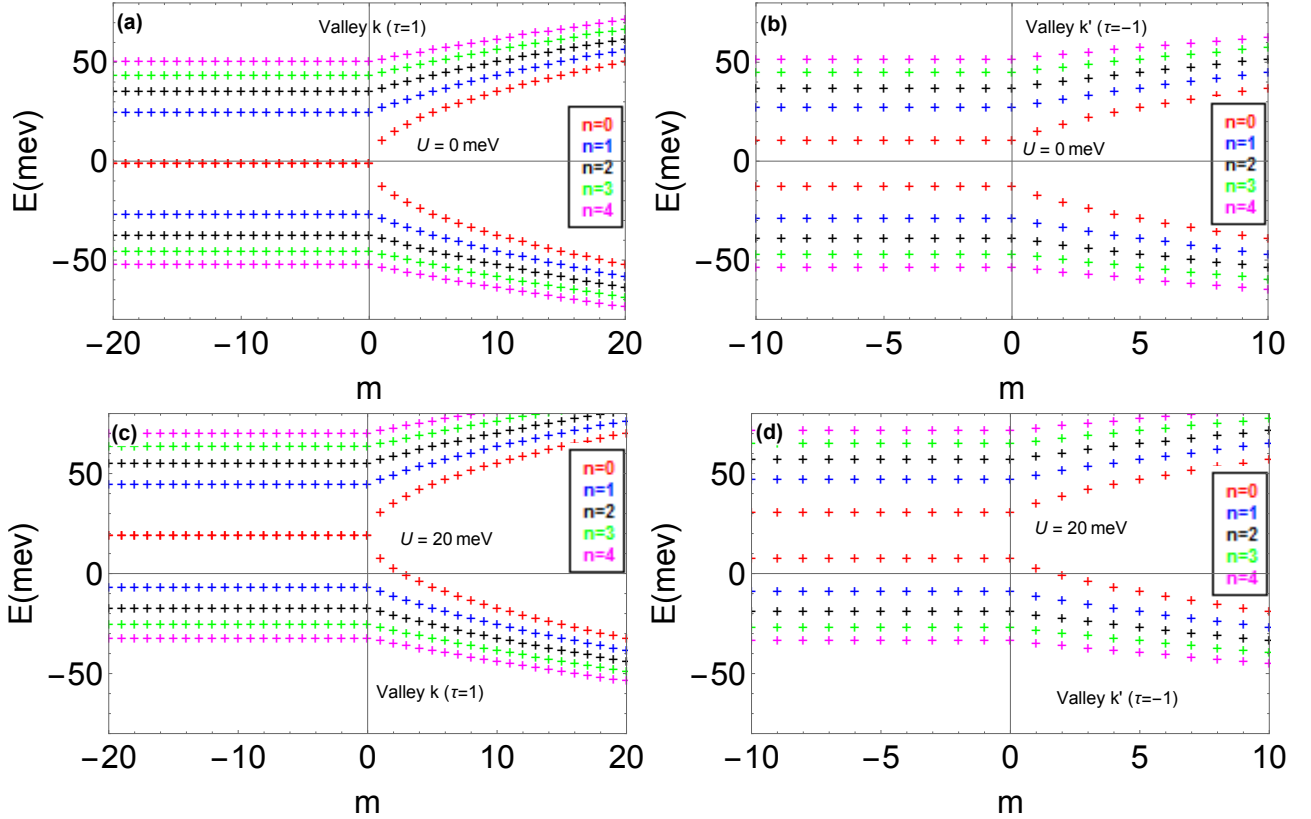 (a) Valley k (τ=1)
50
0
−50
E(mev)
U = 0 meV
n=0
n=1
n=2
n=3
n=4
−20 −10 0 10 20
m
(b) Valley k' (τ=−1)
50
0
−50
E(mev)
U = 0 meV
n=0
n=1
n=2
n=3
n=4
−10 −5 0 5 10
m
(c)
50
0
−50
E(mev)
n=0
n=1
n=2
n=3
n=4
U = 20 meV
Valley k (τ=1)
−20 −10 0 10 20
m
(d)
50
0
−50
E(mev)
n=0
n=1
n=2
n=3
n=4
U = 20 meV
Valley k' (τ=−1)
−10 −5 0 5 10
m